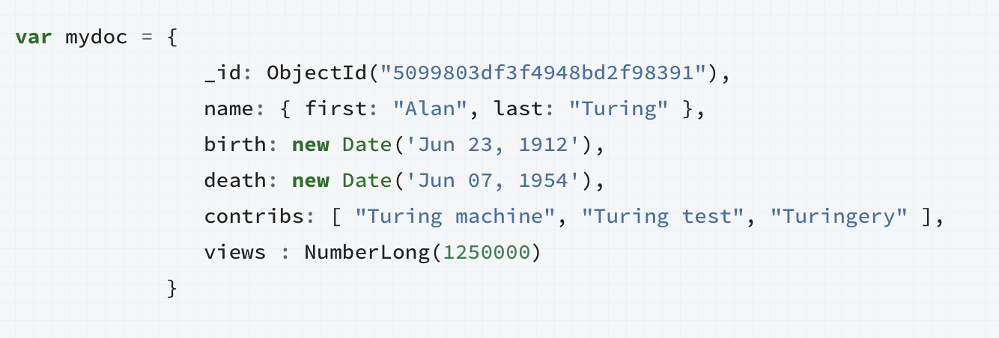 var mydoc = {
_id: ObjectId("5099803df3f4948bd2f98391"),
name: { first: "Alan", last: "Turing" },
birth: new Date('Jun 23, 1912'),
death: new Date('Jun 07, 1954'),
contribs: [ "Turing machine", "Turing test", "Turingery" ],
views : NumberLong(1250000)
}